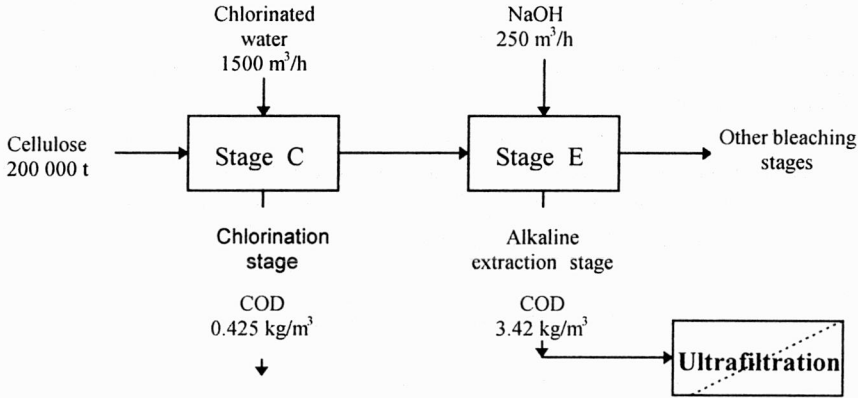 Chlorinated
water
1500 m³/h
NaOH
250 m³/h
Cellulose
200 000 t
Stage C
Stage E
Other bleaching
stages
Chlorination
stage
Alkaline
extraction stage
COD
0.425 kg/m³
COD
3.42 kg/m³
Ultrafiltration